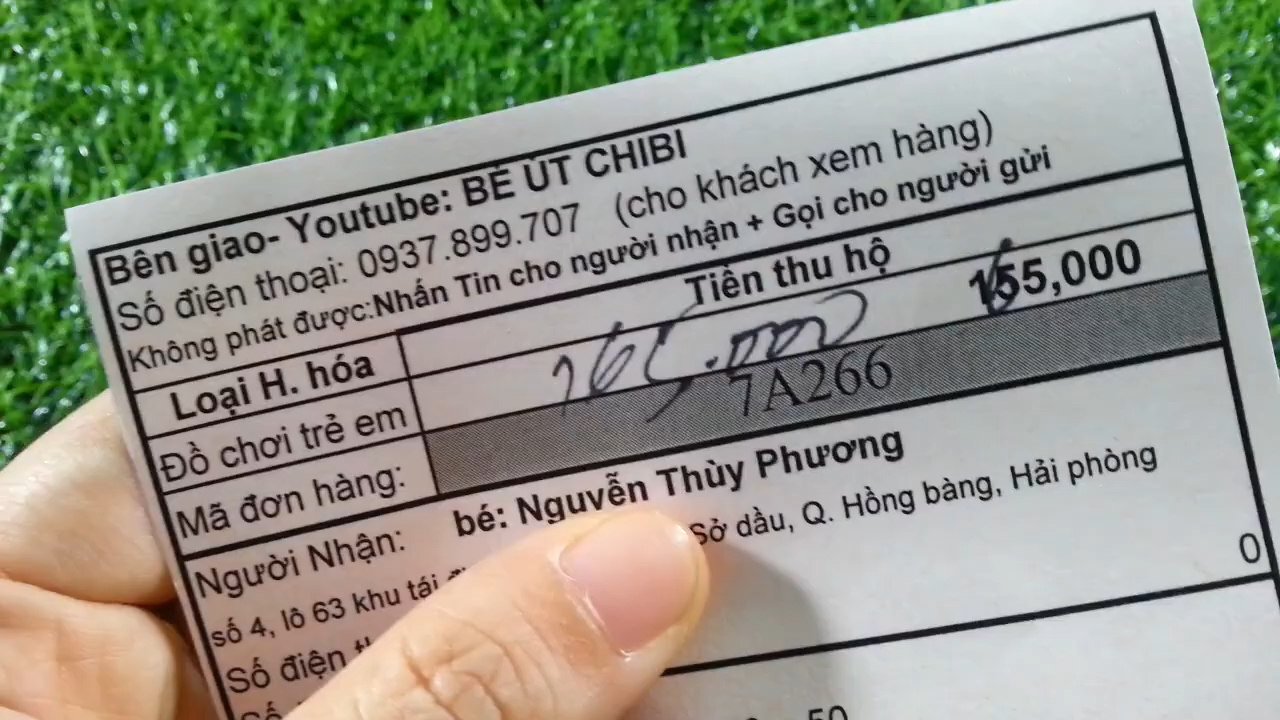 Bên giao- Youtube: BÉ ÚT CHIBI
Số điện thoại: 0937.899.707 (cho khách xem hàng)
Không phát được:Nhấn Tin cho người nhận + Gọi cho người gửi
Loại H. hóa Tiền thu hộ
Đồ chơi trẻ em 165.000 165,000
Mã đơn hàng: 7A266
Người Nhận: bé: Nguyễn Thùy Phương
số 4, lô 63 khu tái Sở dầu, Q. Hồng bàng, Hải phòng
Số điện 0
50